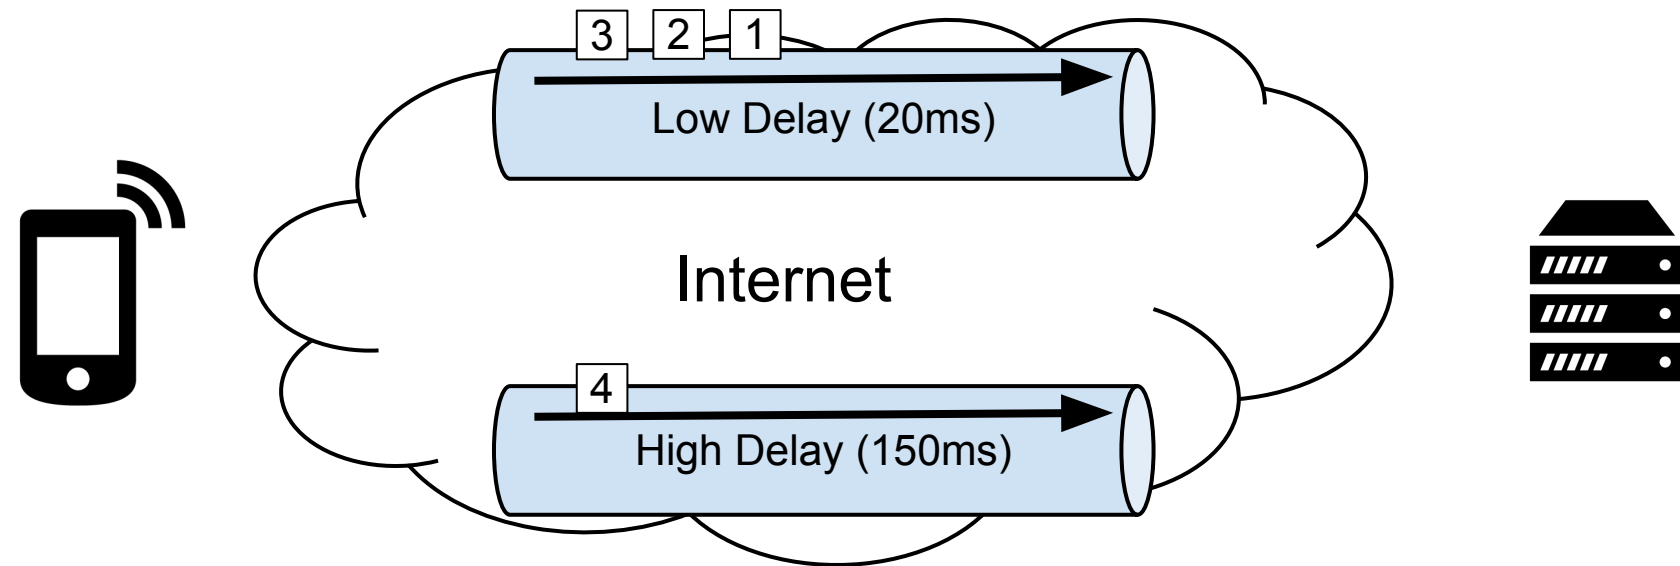 3 2 1
Low Delay (20ms)
Internet
4
High Delay (150ms)